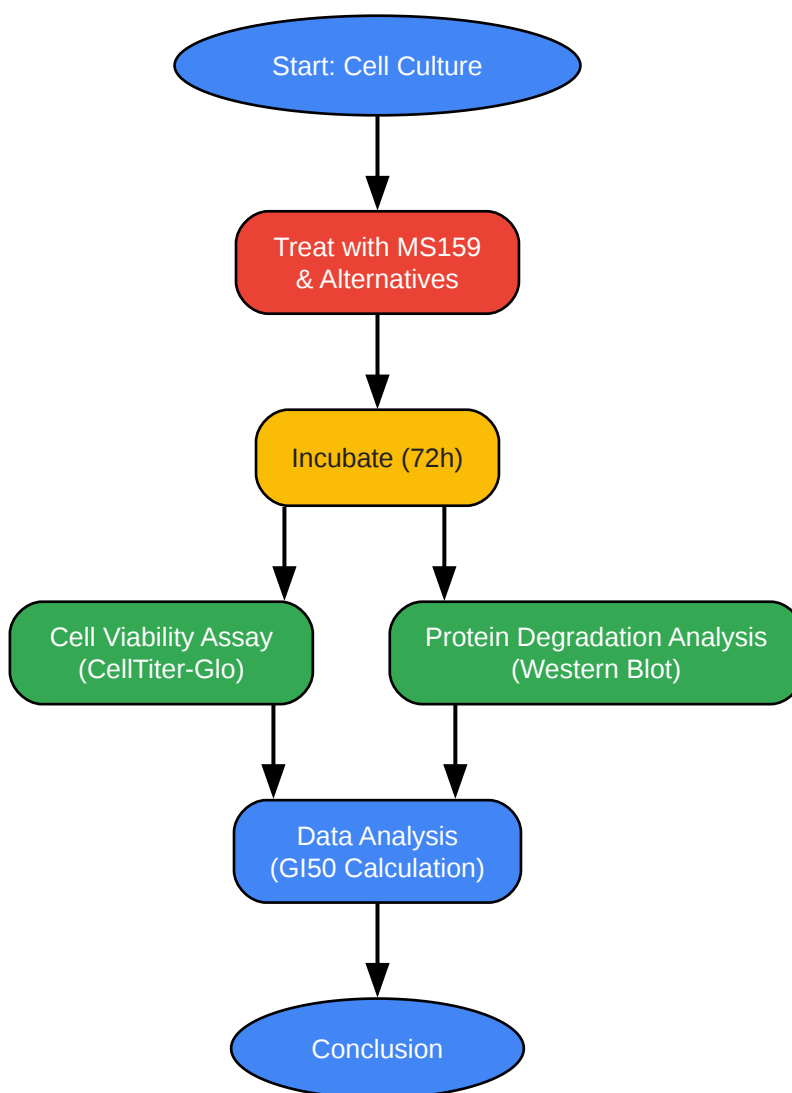 Start: Cell Culture
Treat with MS159
& Alternatives
Incubate (72h)
Cell Viability Assay
(CellTiter-Glo)
Protein Degradation Analysis
(Western Blot)
Data Analysis
(GI50 Calculation)
Conclusion